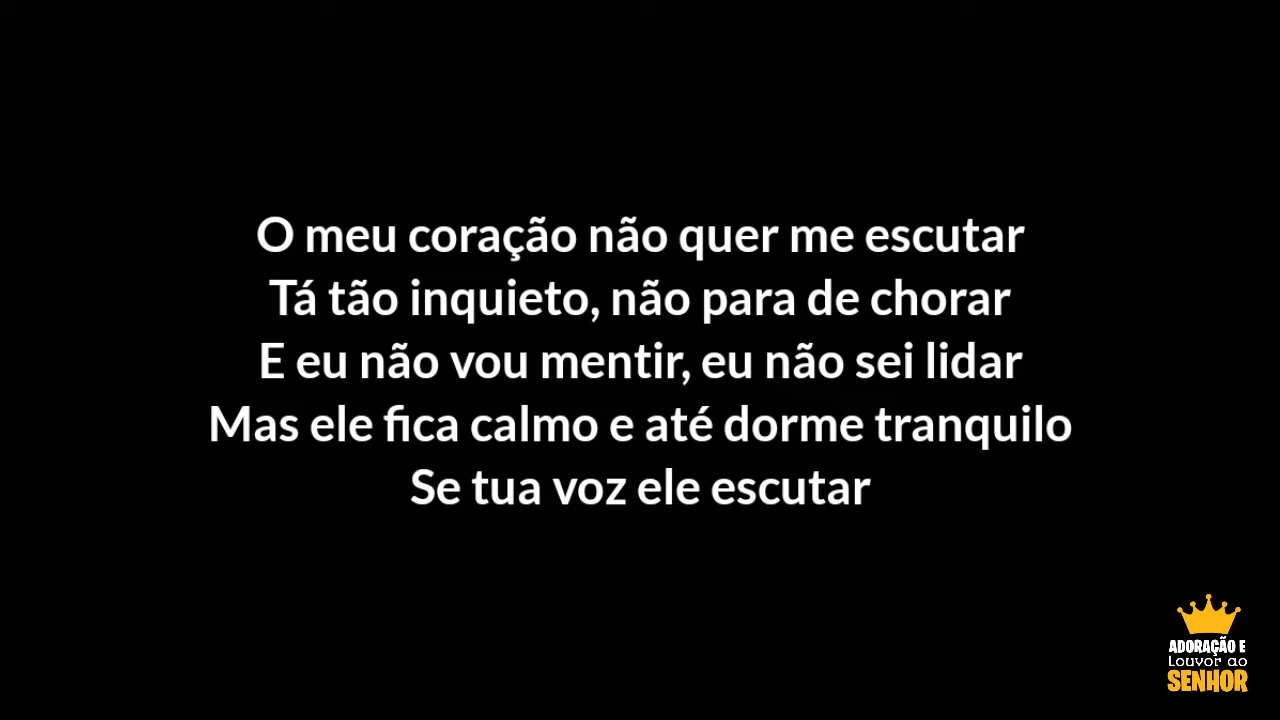 O meu coração não quer me escutar
Tá tão inquieto, não para de chorar
E eu não vou mentir, eu não sei lidar
Mas ele fica calmo e até dorme tranquilo
Se tua voz ele escutar
ADORAÇÃO E
Louvor ao
SENHOR